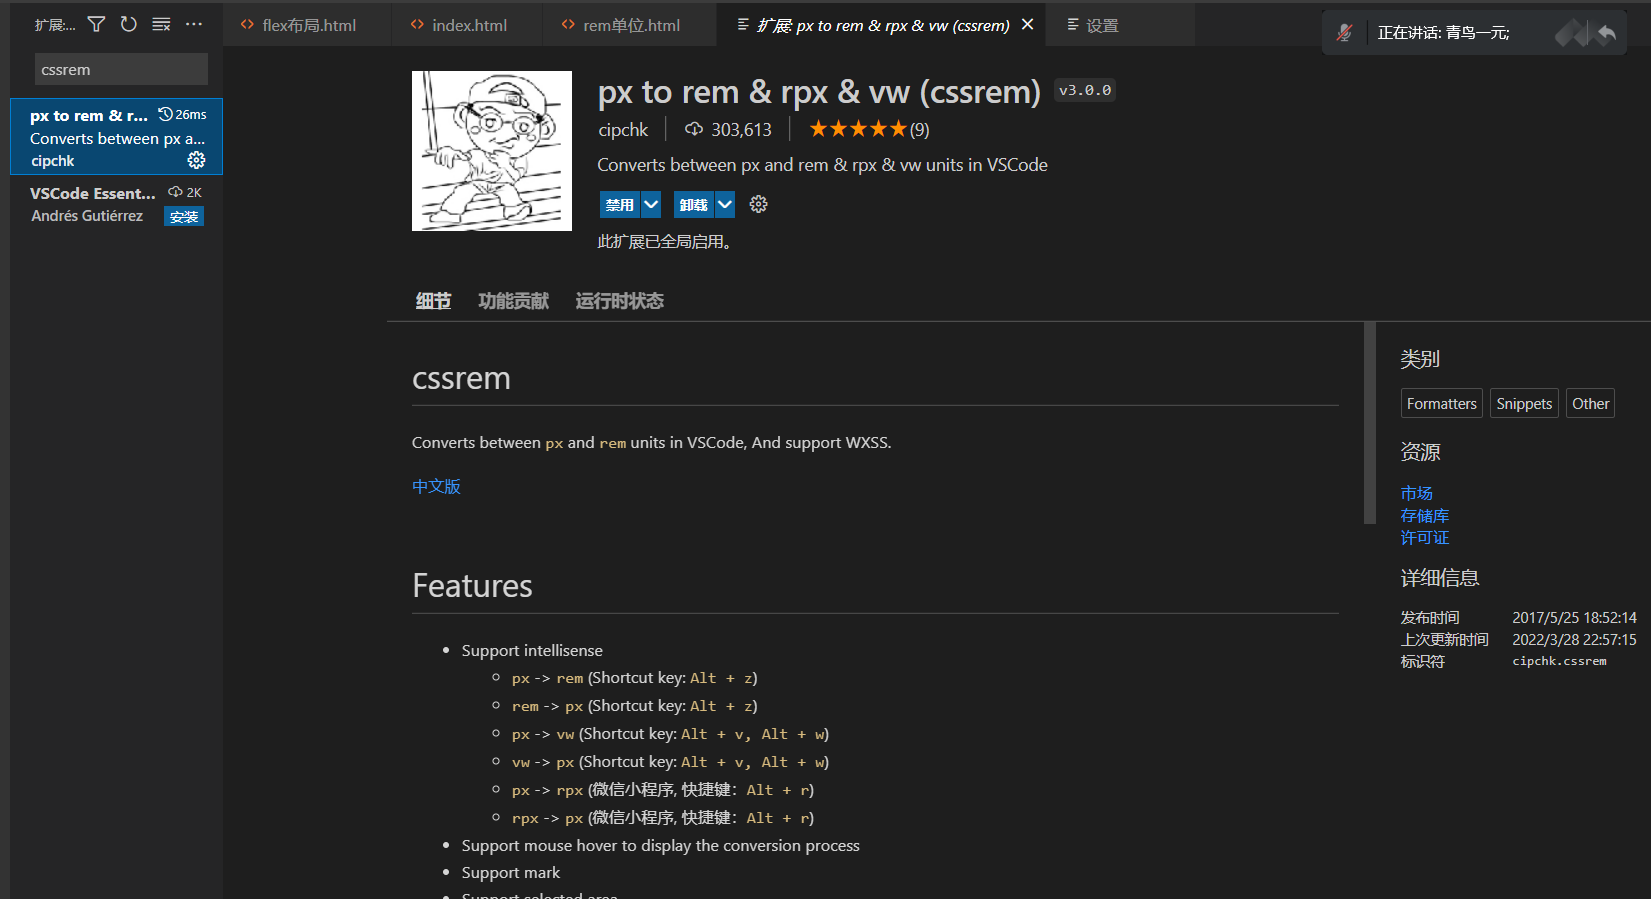 扩展:...
flex布局.html
index.html
rem单位.html
扩展: px to rem & rpx & vw (cssrem)
设置
正在讲话: 青鸟一元;
cssrem
px to rem & r...
26ms
Converts between px a...
cipchk
VSCode Essent...
2K
Andrés Gutiérrez
安装
px to rem & rpx & vw (cssrem)
v3.0.0
cipchk
303,613
★★★★★(9)
Converts between px and rem & rpx & vw units in VSCode
禁用
卸载
此扩展已全局启用。
细节
功能贡献
运行时状态
cssrem
Converts between px and rem units in VSCode, And support WXSS.
中文版
Features
• Support intellisense
px -> rem (Shortcut key: Alt + z)
rem -> px (Shortcut key: Alt + z)
px -> vw (Shortcut key: Alt + v, Alt + w)
vw -> px (Shortcut key: Alt + v, Alt + w)
px -> rpx (微信小程序, 快捷键: Alt + r)
rpx -> px (微信小程序, 快捷键: Alt + r)
• Support mouse hover to display the conversion process
• Support mark
• Support selected area
类别
Formatters
Snippets
Other
资源
市场
存储库
许可证
详细信息
发布时间 2017/5/25 18:52:14
上次更新时间 2022/3/28 22:57:15
标识符 cipchk.cssrem